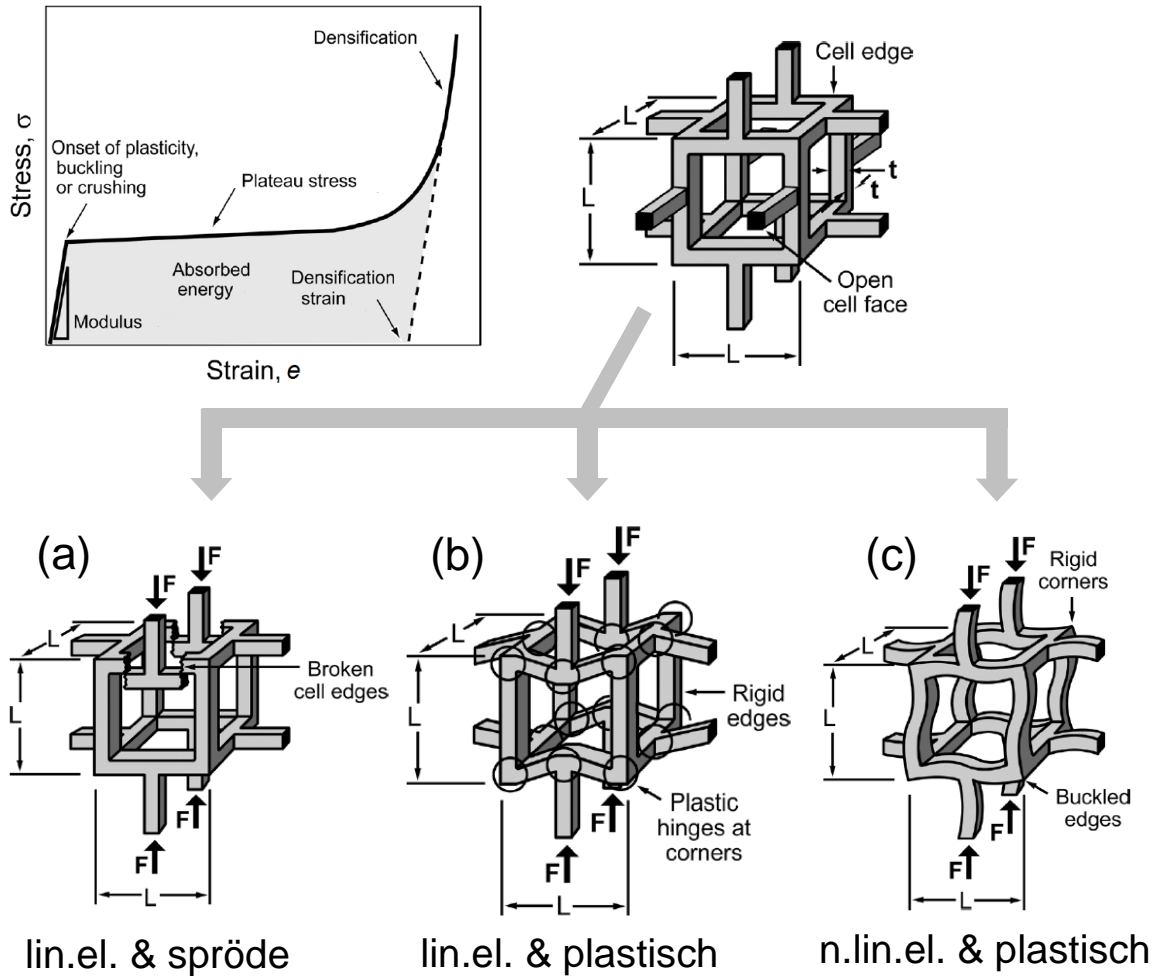 Densification
Onset of plasticity,
buckling
or crushing
Plateau stress
Absorbed
energy
Densification
strain
Modulus
Stress, σ
Strain, e
Cell edge
L
L
t
t
Open
cell face
L
(a)
F
F
L
L
Broken
cell edges
F
F
L
lin.el. & spröde
(b)
F
F
L
L
Rigid
edges
Plastic
hinges at
corners
F
F
L
lin.el. & plastisch
(c)
F
F
Rigid
corners
L
L
Buckled
edges
F
F
L
n.lin.el. & plastisch